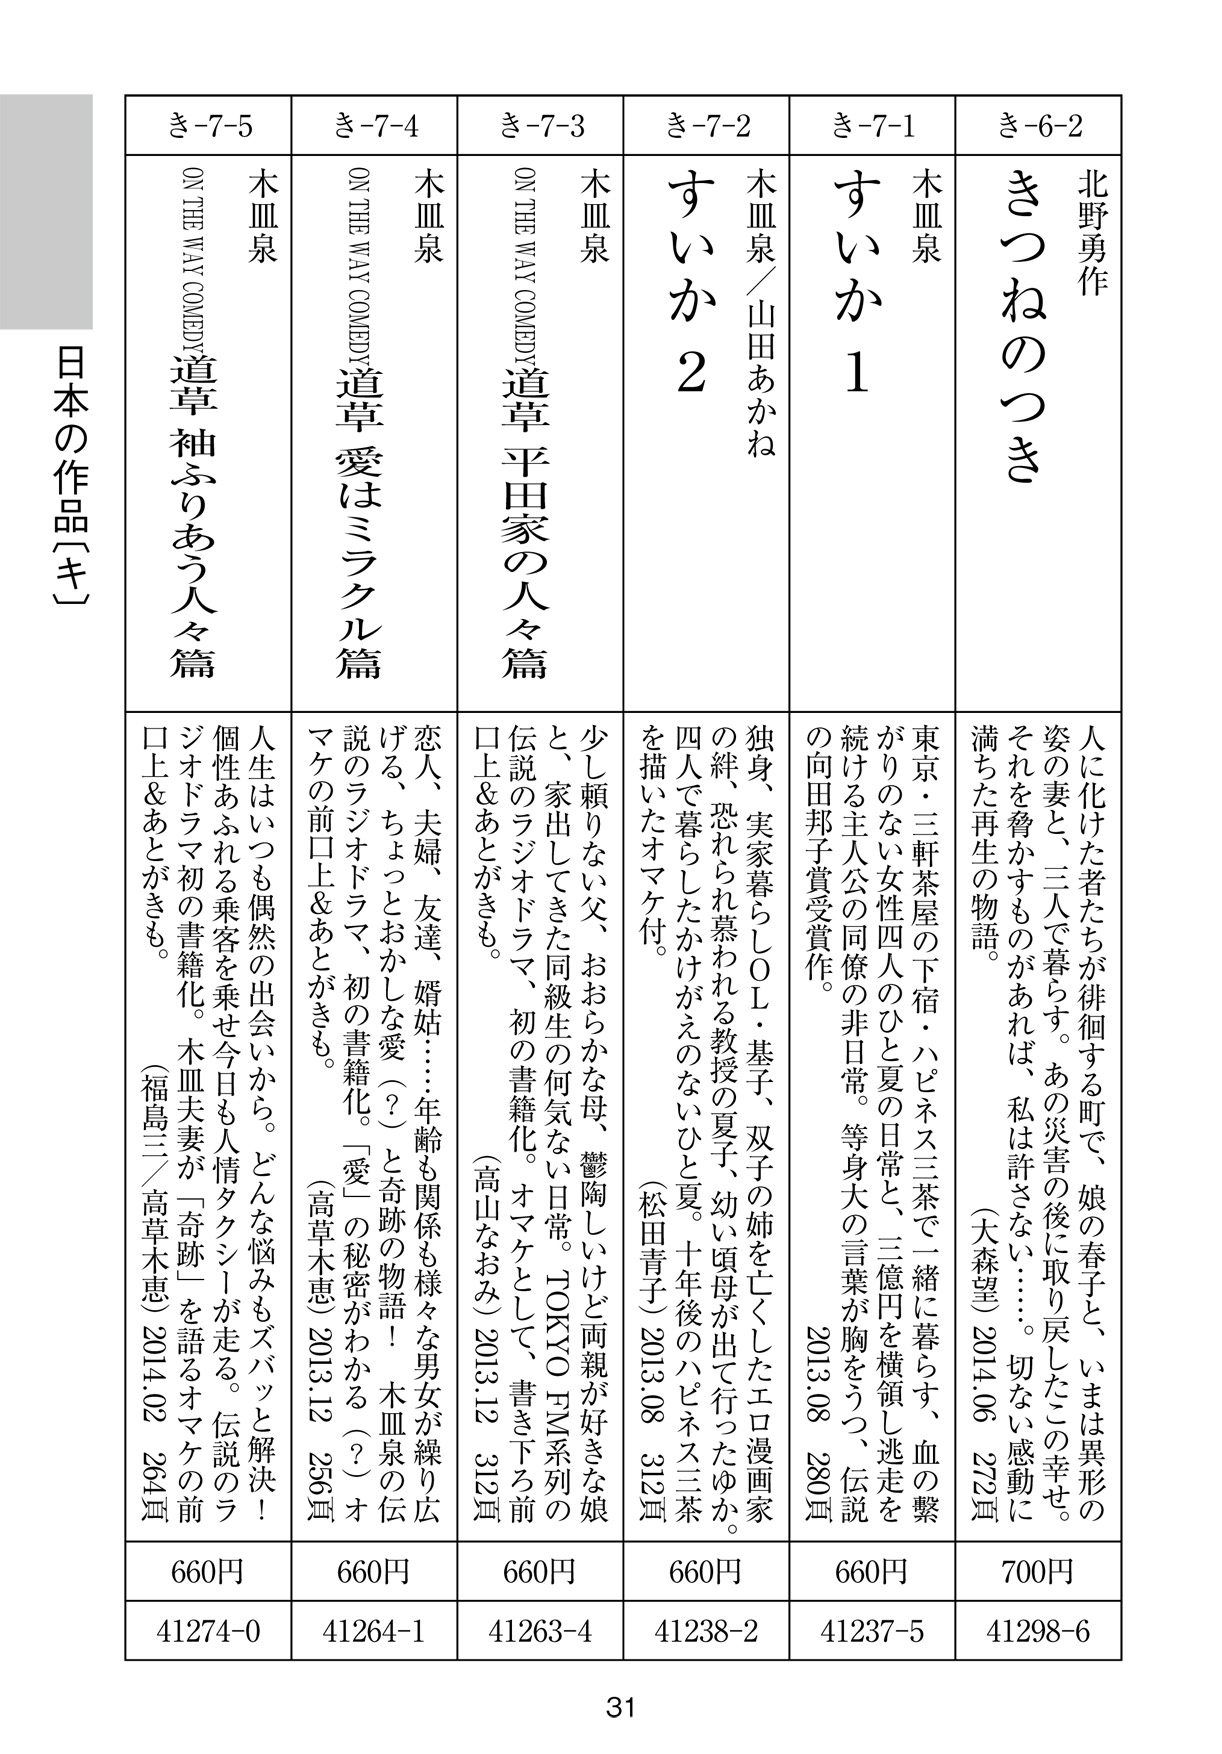 き-6-2
北野勇作
きつねのつき
人に化けた者たちが徘徊する町で、娘の春子と、いまは異形の
姿の妻と、三人で暮らす。あの災害の後に取り戻したこの幸せ。
それを脅かすものがあれば、私は許さない……。切ない感動に
満ちた再生の物語。
(大森望) 2014.06 272頁
700円
41298-6
き-7-1
木皿泉
すいか 1
東京・三軒茶屋の下宿・ハピネス三茶で一緒に暮らす、血の繫
がりのない女性四人のひと夏の日常と、三億円を横領し逃走を
続ける主人公の同僚の非日常。等身大の言葉が胸をうつ、伝説
の向田邦子賞受賞作。
2013.08 280頁
660円
41237-5
き-7-2
木皿泉／山田あかね
すいか 2
独身、実家暮らしOL・基子、双子の姉を亡くしたエロ漫画家
の絆、恐れられ慕われる教授の夏子、幼い頃母が出て行ったゆか。
四人で暮らしたかけがえのないひと夏。十年後のハピネス三茶
を描いたオマケ付。
(松田青子) 2013.08 312頁
660円
41238-2
き-7-3
木皿泉
ON THE WAY COMEDY道草 平田家の人々篇
少し頼りない父、おおらかな母、鬱陶しいけど両親が好きな娘
と、家出してきた同級生の何気ない日常。TOKYO FM系列の
伝説のラジオドラマ、初の書籍化。オマケとして、書き下ろ前
口上&あとがきも。
(高山なおみ) 2013.12 312頁
660円
41263-4
き-7-4
木皿泉
ON THE WAY COMEDY道草 愛はミラクル篇
恋人、夫婦、友達、婿姑……年齢も関係も様々な男女が繰り広
げる、ちょっとおかしな愛（？）と奇跡の物語！ 木皿泉の伝
説のラジオドラマ、初の書籍化。「愛」の秘密がわかる（？）オ
マケの前口上&あとがきも。
(高草木恵) 2013.12 256頁
660円
41264-1
き-7-5
木皿泉
ON THE WAY COMEDY道草 袖ふりあう人々篇
人生はいつも偶然の出会いから。どんな悩みもズバッと解決！
個性あふれる乗客を乗せ今日も人情タクシーが走る。伝説のラ
ジオドラマ初の書籍化。木皿夫妻が「奇跡」を語るオマケの前
口上&あとがきも。
(福島三／高草木恵) 2014.02 264頁
660円
41274-0
日本の作品〔キ〕
31